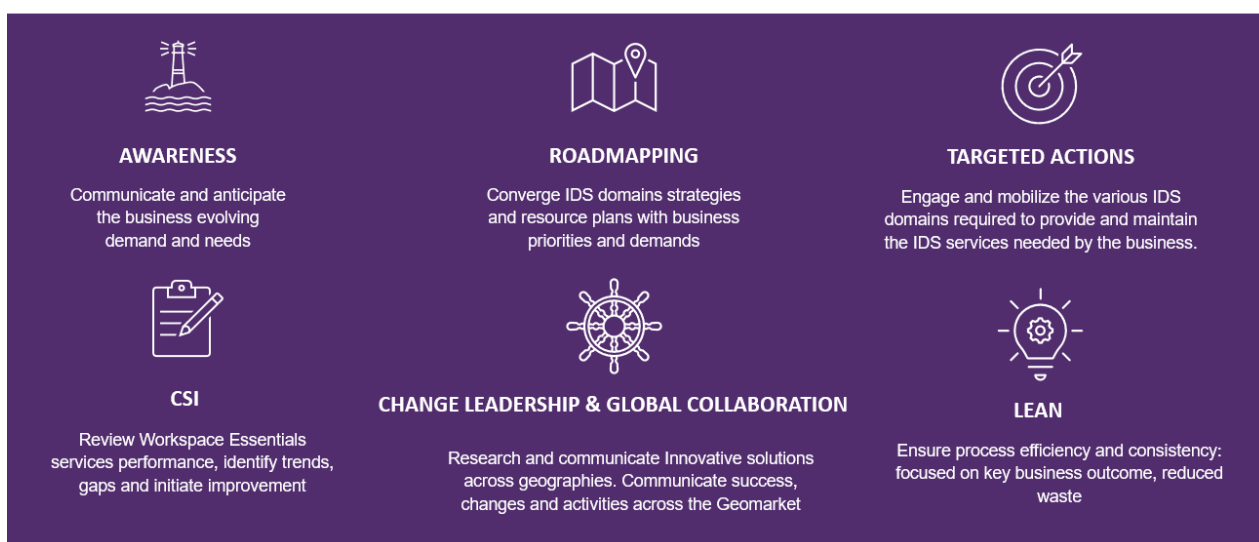 AWARENESS
Communicate and anticipate
the business evolving
demand and needs
ROADMAPPING
Converge IDS domains strategies
and resource plans with business
priorities and demands
TARGETED ACTIONS
Engage and mobilize the various IDS
domains required to provide and maintain
the IDS services needed by the business.
CSI
Review Workspace Essentials
services performance, identify trends,
gaps and initiate improvement
CHANGE LEADERSHIP & GLOBAL COLLABORATION
Research and communicate Innovative solutions
across geographies. Communicate success,
changes and activities across the Geomarket
LEAN
Ensure process efficiency and consistency:
focused on key business outcome, reduced
waste